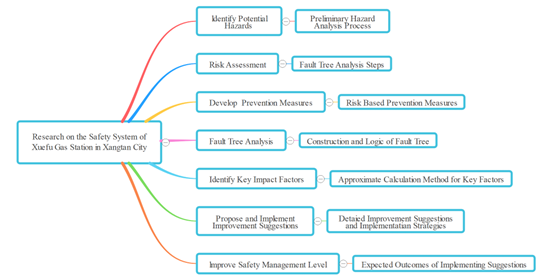 Identify Potential
Hazards
Preliminary Hazard
Analysis Process
Risk Assessment
Fault Tree Analysis Steps
Develop Prevention Measures
Risk Based Prevention Measures
Research on the Safety System of
Xuefu Gas Station in Xangtan City
Fault Tree Analysis
Construction and Logic of Fault Tree
Identify Key Impact Factors
Approximate Calculation Method for Key Factors
Propose and Implement
Improvement Suggestions
Detaied Improvement Suggestions
and Implementation Strategies
Improve Safety Management Level
Expected Outcomes of Implementing Suggestions